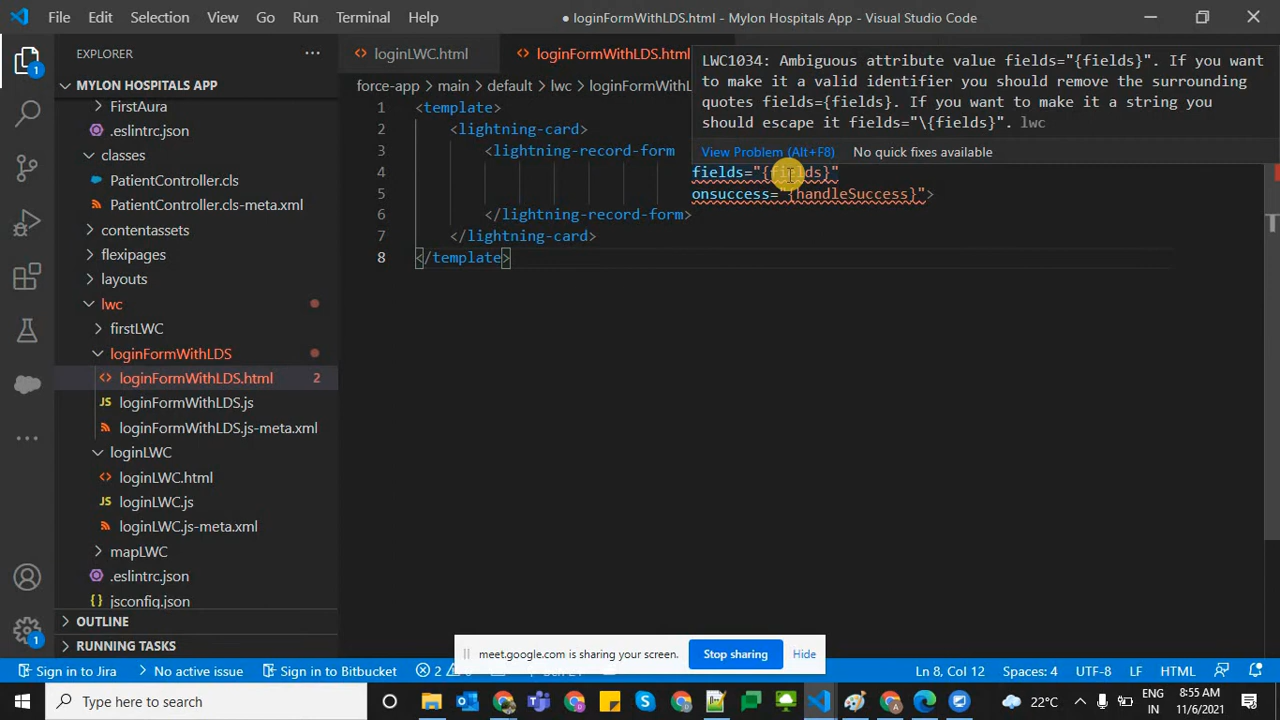 File Edit Selection View Go Run Terminal Help
● loginFormWithLDS.html - Mylon Hospitals App - Visual Studio Code
EXPLORER
loginLWC.html
loginFormWithLDS.html
MYLON HOSPITALS APP
FirstAura
.eslintrc.json
classes
PatientController.cls
PatientController.cls-meta.xml
contentassets
flexipages
layouts
lwc
firstLWC
loginFormWithLDS
loginFormWithLDS.html 2
loginFormWithLDS.js
loginFormWithLDS.js-meta.xml
loginLWC
loginLWC.html
loginLWC.js
loginLWC.js-meta.xml
mapLWC
.eslintrc.json
jsconfig.json
OUTLINE
RUNNING TASKS
1
1
force-app > main > default > lwc > loginFormWithL
1 <template>
2 <lightning-card>
3 <lightning-record-form
4 fields="{fields}"
5 onsuccess="{handleSuccess}">
6 </lightning-record-form>
7 </lightning-card>
8 </template>
LWC1034: Ambiguous attribute value fields="{fields}". If you want
to make it a valid identifier you should remove the surrounding
quotes fields={fields}. If you want to make it a string you
should escape it fields="\{fields}". lwc
View Problem (Alt+F8) No quick fixes available
meet.google.com is sharing your screen. Stop sharing Hide
Sign in to Jira No active issue Sign in to Bitbucket 2 Ln 8, Col 12 Spaces: 4 UTF-8 LF HTML
Type here to search
22°C
ENG
IN
8:55 AM
11/6/2021